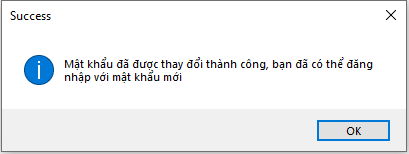 Success
Mật khẩu đã được thay đổi thành công, bạn đã có thể đăng
nhập với mật khẩu mới
OK